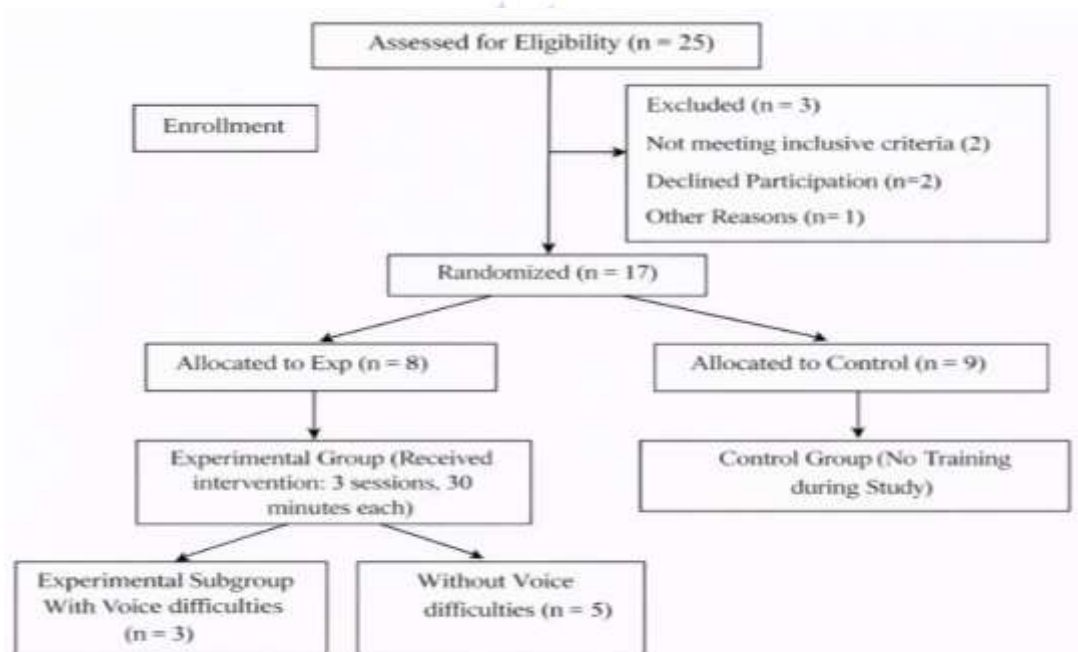 Assessed for Eligibility (n = 25)
Enrollment
Excluded (n = 3)
Not meeting inclusive criteria (2)
Declined Participation (n=2)
Other Reasons (n= 1)
Randomized (n = 17)
Allocated to Exp (n = 8)
Allocated to Control (n = 9)
Experimental Group (Received
intervention: 3 sessions, 30
minutes each)
Control Group (No Training
during Study)
Experimental Subgroup
With Voice difficulties
(n = 3)
Without Voice
difficulties (n = 5)